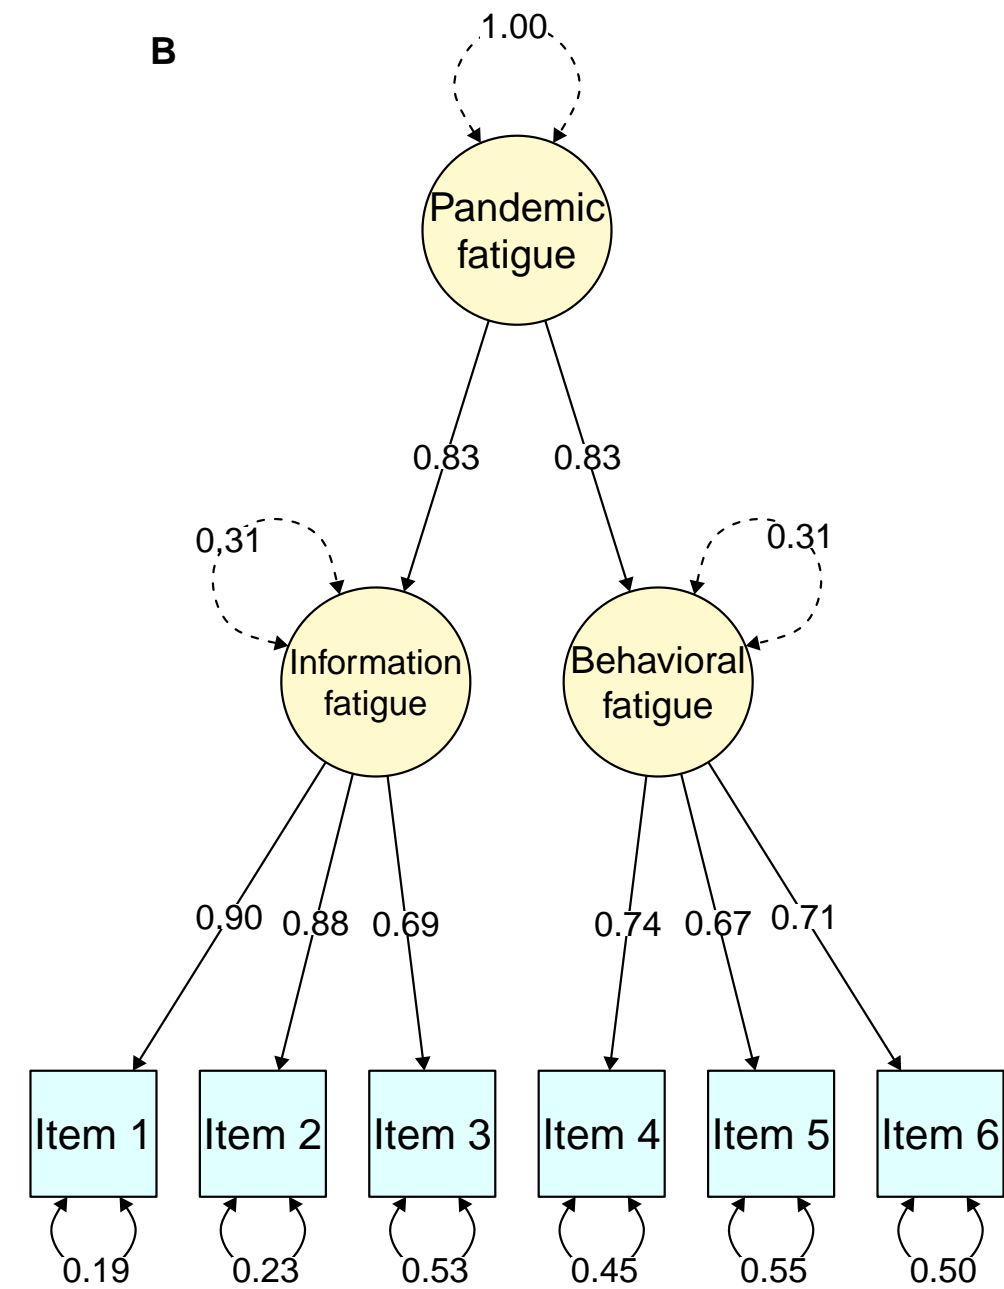 1.00
B
Pandemic
fatigue
0.83 0.83
0.31 0.31
Information
fatigue
Behavioral
fatigue
0.90 0.88 0.69 0.74 0.67 0.71
Item 1 Item 2 Item 3 Item 4 Item 5 Item 6
0.19 0.23 0.53 0.45 0.55 0.50